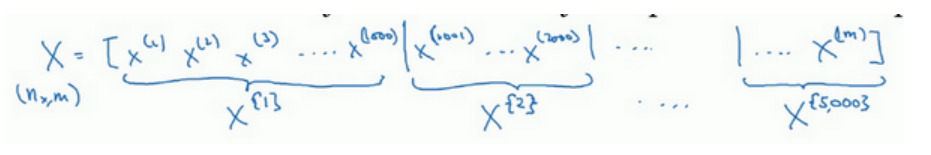 X = [x^(1) x^(2) x^(3) .... x^(1000) | x^(1001) ... x^(2000) | .... | .... x^(m)]
(n_x,m) X^{1} X^{2} .... X^{5,000}